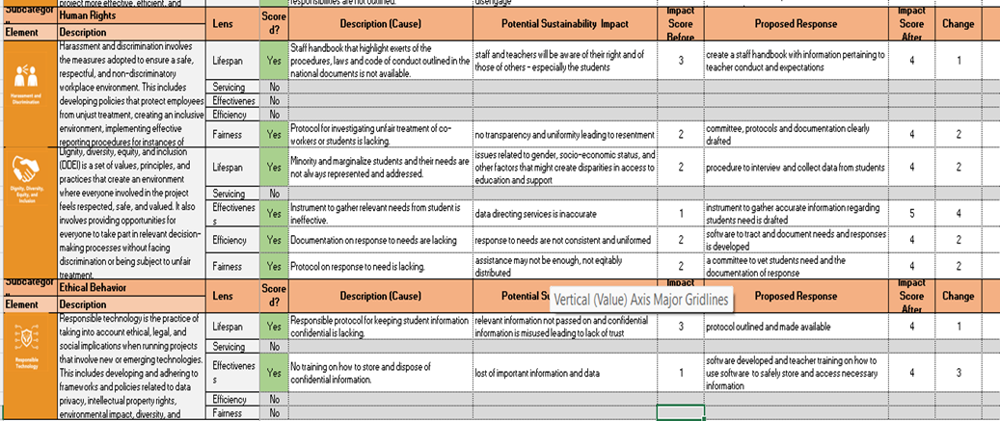 project more effective, efficient, and
responsibilities are not outlined.
disengage
Subcategor
y
Human Rights
Lens
Score
d?
Description (Cause)
Potential Sustainability Impact
Impact
Score
Before
Proposed Response
Impact
Score
After
Change
Element
Description
Harassment and Discrimination
Harassment and discrimination involves
the measures adopted to ensure a safe,
respectful, and non-discriminatory
workplace environment. This includes
developing policies that protect employees
from unjust treatment, creating an inclusive
environment, implementing effective
reporting procedures for instances of
Lifespan
Yes
Staff handbook that highlight exerts of the
procedures, laws and code of conduct outlined in the
national documents is not available.
staff and teachers will be aware of their right and of
those of others - especially the students
3
create a staff handbook with information pertaining to
teacher conduct and expectations
4
1
Servicing
No
Effectivenes
No
Efficiency
No
Fairness
Yes
Protocol for investigating unfair treatment of co-
workers or students is lacking.
no transparency and uniformity leading to resentment
2
committee, protocols and documentation clearly
drafted
4
2
Dignity, Diversity,
Equity, and
Inclusion
Dignity, diversity, equity, and inclusion
(DDEI) is a set of values, principles, and
practices that create an environment
where everyone involved in the project
feels respected, safe, and valued. It also
involves providing opportunities for
everyone to take part in relevant decision-
making processes without facing
discrimination or being subject to unfair
treatment.
Lifespan
Yes
Minority and marginalize students and their needs are
not always represented and addressed.
issues related to gender, socio-economic status, and
other factors that might create disparities in access to
education and support
2
procedure to interview and collect data from students
4
2
Servicing
No
Effectivenes
s
Yes
Instrument to gather relevant needs from student is
ineffective.
data directing services is inaccurate
1
instrument to gather accurate information regarding
students need is drafted
5
4
Efficiency
Yes
Documentation on response to needs are lacking
response to needs are not consistent and uniformed
2
software to tract and document needs and responses
is developed
4
2
Fairness
Yes
Protocol on response to need is lacking.
assistance may not be enough, not eqitably
distributed
2
a committee to vet students need and the
documentation of response
4
2
Subcategor
y
Ethical Behavior
Lens
Score
d?
Description (Cause)
Potential Su
Impact
Vertical (Value) Axis Major Gridlines
Proposed Response
Impact
Score
After
Change
Element
Description
Responsible
Technology
Responsible technology is the practice of
taking into account ethical, legal, and
social implications when running projects
that involve new or emerging technologies.
This includes developing and adhering to
frameworks and policies related to data
privacy, intellectual property rights,
environmental impact, diversity, and
Lifespan
Yes
Responsible protocol for keeping student information
confidential is lacking.
relevant information not passed on and confidential
information is misused leading to lack of trust
3
protocol outlined and made available
4
1
Servicing
No
Effectivenes
s
Yes
No training on how to store and dispose of
confidential information.
lost of important information and data
1
software developed and teacher training on how to
use software to safely store and access necessary
information
4
3
Efficiency
No
Fairness
No